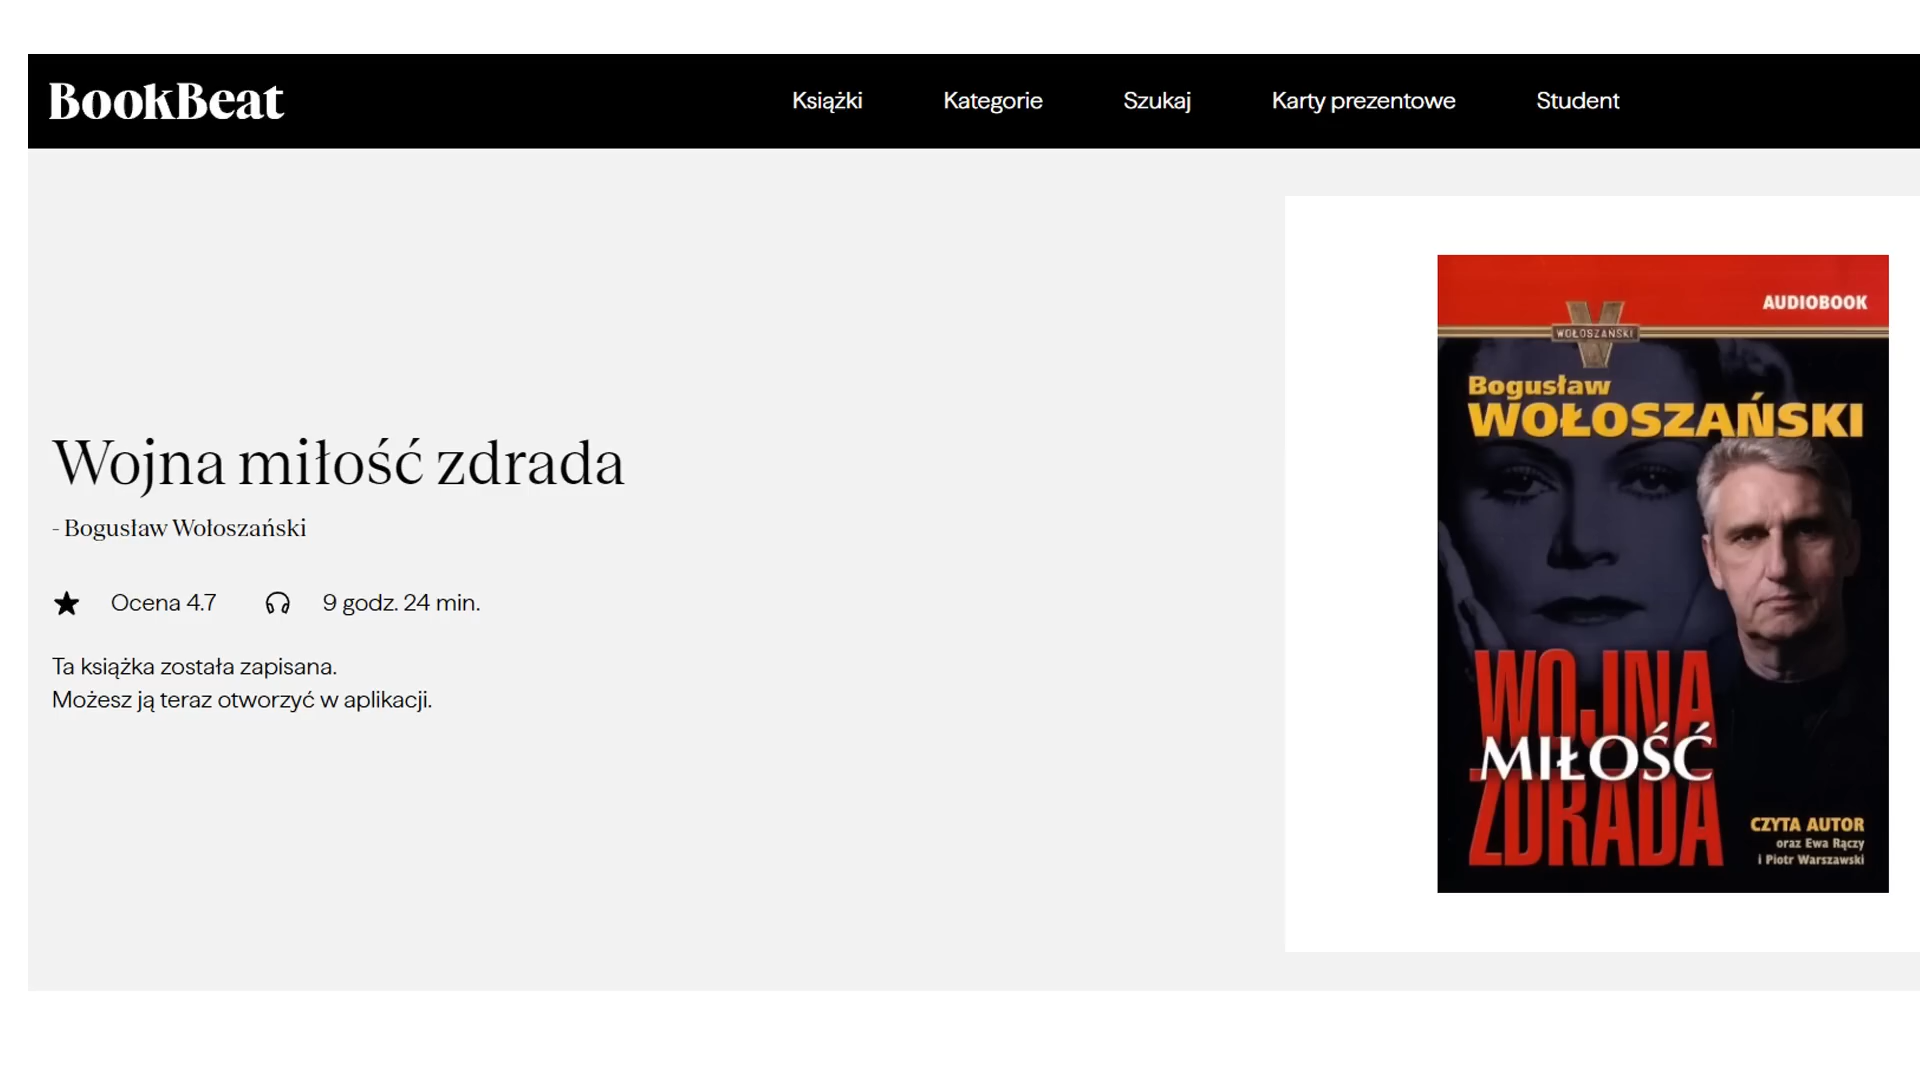 BookBeat
Książki
Kategorie
Szukaj
Karty prezentowe
Student
Wojna miłość zdrada
- Bogusław Wołoszański
Ocena 4.7
9 godz. 24 min.
Ta książka została zapisana.
Możesz ją teraz otworzyć w aplikacji.
AUDIOBOOK
WOŁOSZAŃSKI
Bogusław
WOŁOSZAŃSKI
WOJNA
MIŁOŚĆ
ZDRADA
CZYTA AUTOR
oraz Ewa Rączy
i Piotr Warszawski